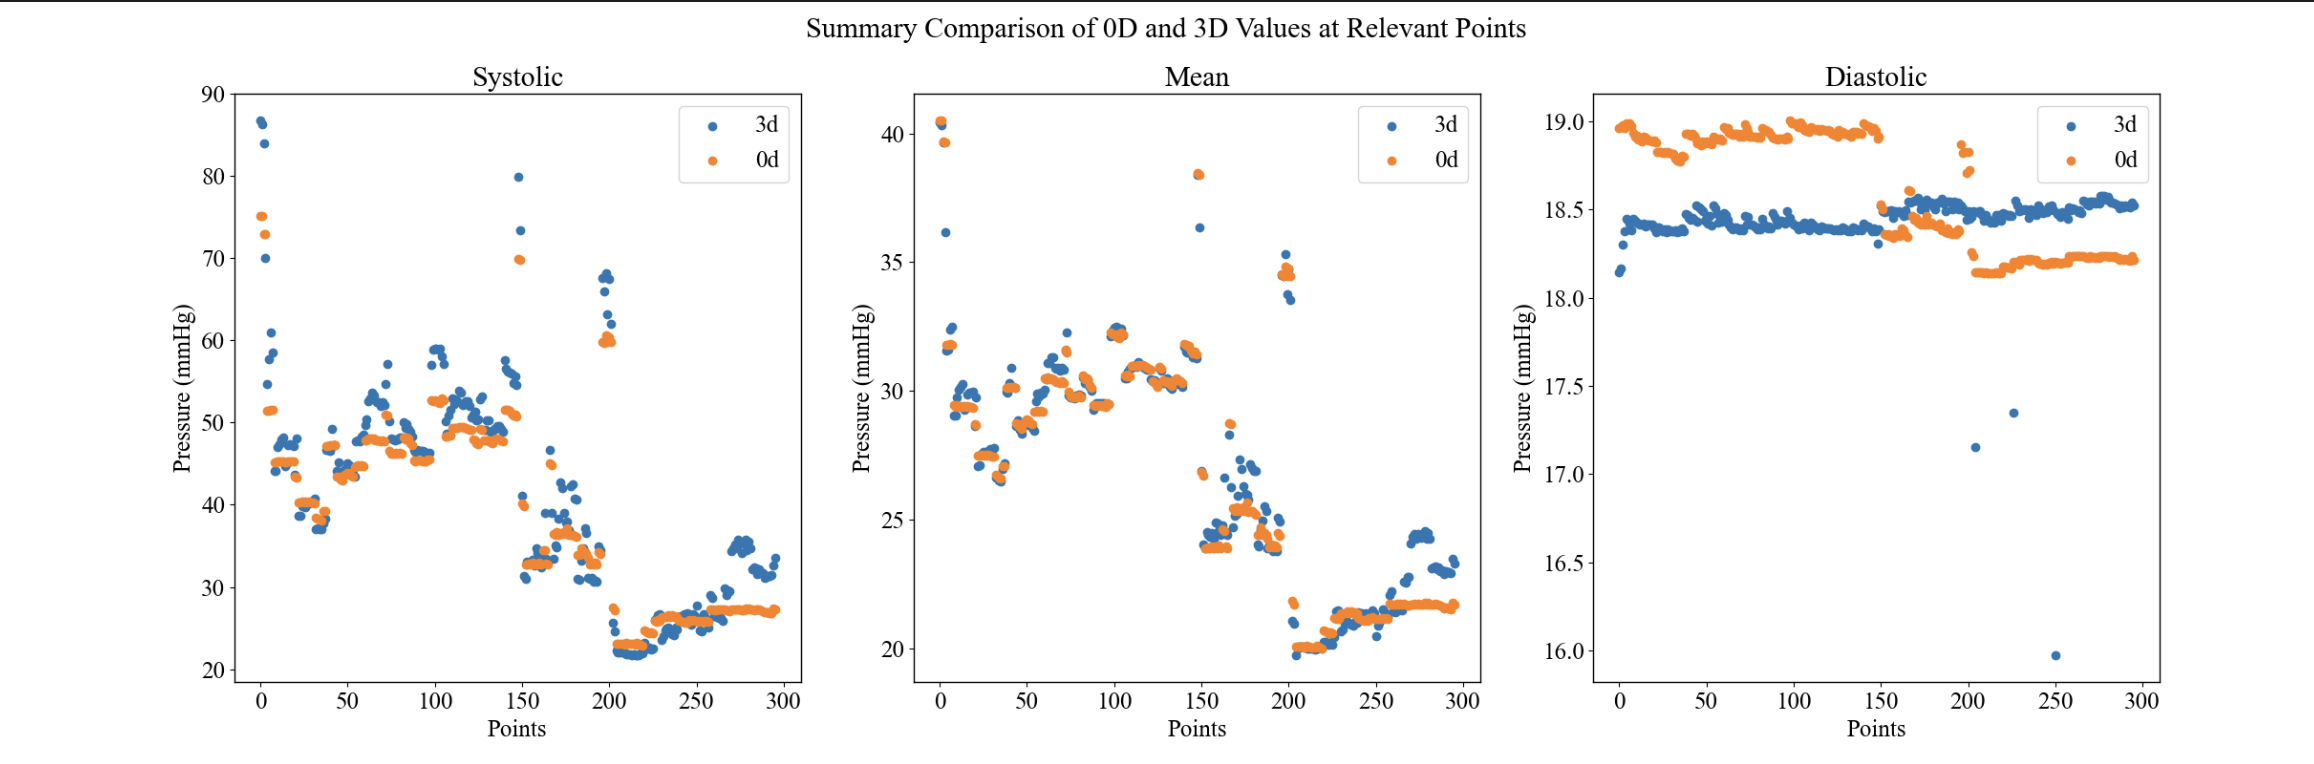 Summary Comparison of 0D and 3D Values at Relevant Points
Systolic
90
80
70
60
50
40
30
20
Pressure (mmHg)
3d
0d
0 50 100 150 200 250 300
Points
Mean
40
35
30
25
20
Pressure (mmHg)
3d
0d
0 50 100 150 200 250 300
Points
Diastolic
19.0
18.5
18.0
17.5
17.0
16.5
16.0
Pressure (mmHg)
3d
0d
0 50 100 150 200 250 300
Points